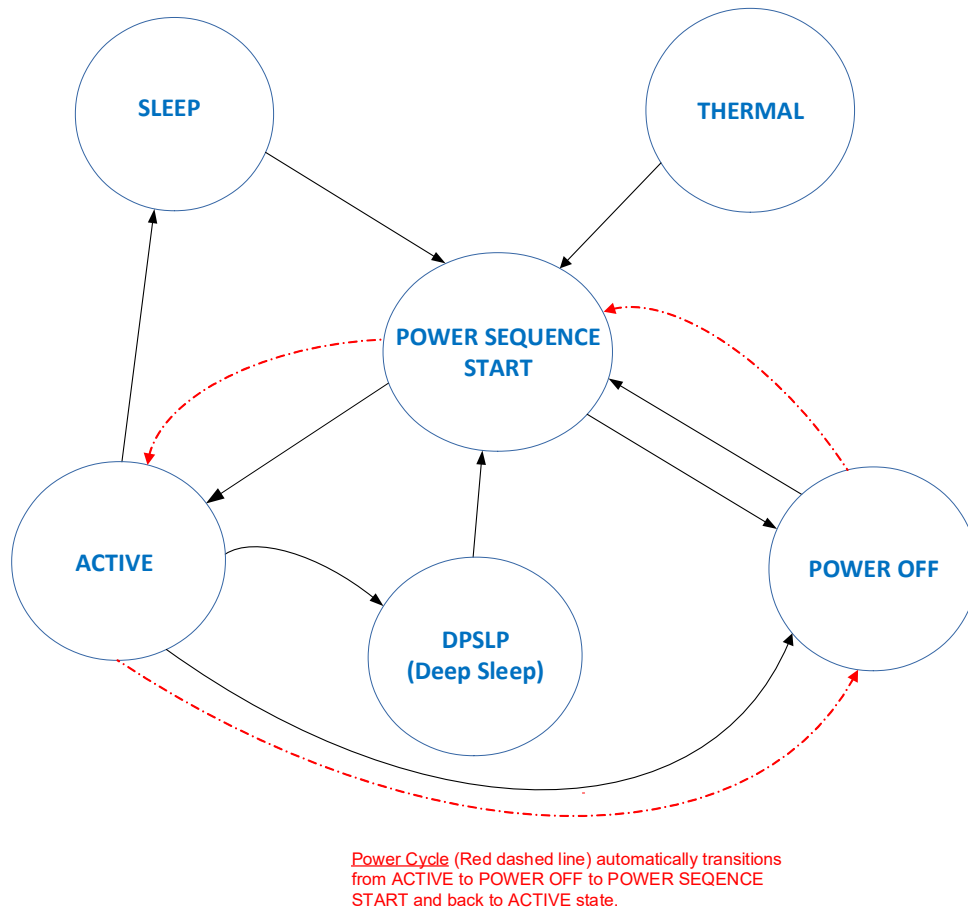 SLEEP
THERMAL
POWER SEQUENCE
START
ACTIVE
POWER OFF
DPSLP
(Deep Sleep)
Power Cycle (Red dashed line) automatically transitions
from ACTIVE to POWER OFF to POWER SEQENCE
START and back to ACTIVE state.